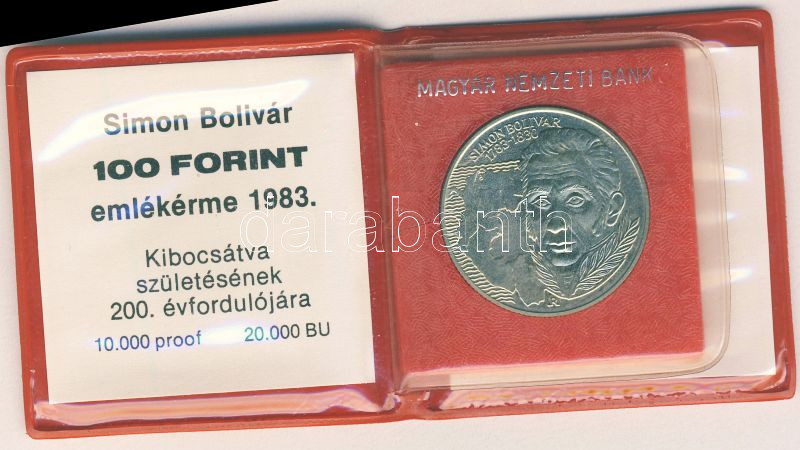 Simon Bolivár
100 FORINT
emlékérme 1983.
Kibocsátva
születésének
200. évfordulójára
10.000 proof 20.000 BU
MAGYAR NEMZETI BANK
SIMON BOLIVAR
1783-1830
darabanth